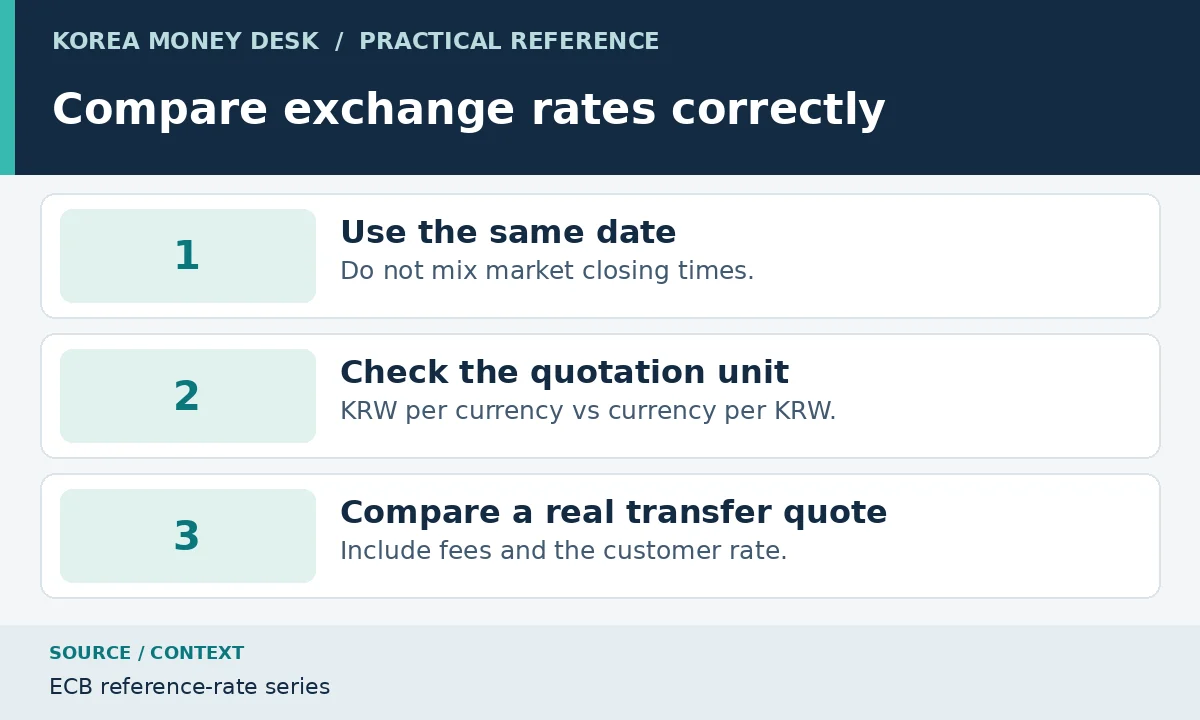 KOREA MONEY DESK / PRACTICAL REFERENCE
Compare exchange rates correctly
1
Use the same date
Do not mix market closing times.
2
Check the quotation unit
KRW per currency vs currency per KRW.
3
Compare a real transfer quote
Include fees and the customer rate.
SOURCE / CONTEXT
ECB reference-rate series